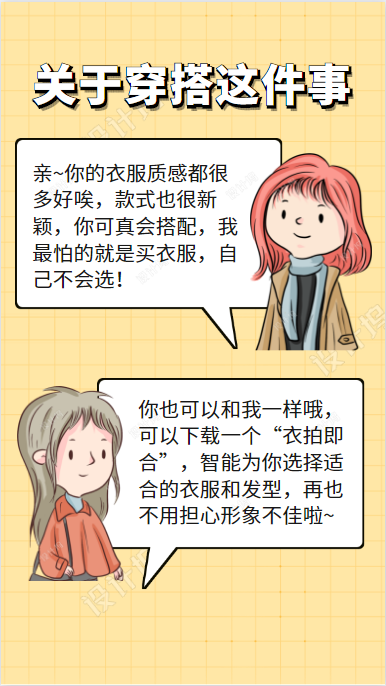 关于穿搭这件事
亲~你的衣服质感都很
多好唉，款式也很新
颖，你可真会搭配，我
最怕的就是买衣服，自
己不会选！
你也可以和我一样哦，
可以下载一个“衣拍即
合”，智能为你选择适
合的衣服和发型，再也
不用担心形象不佳啦~